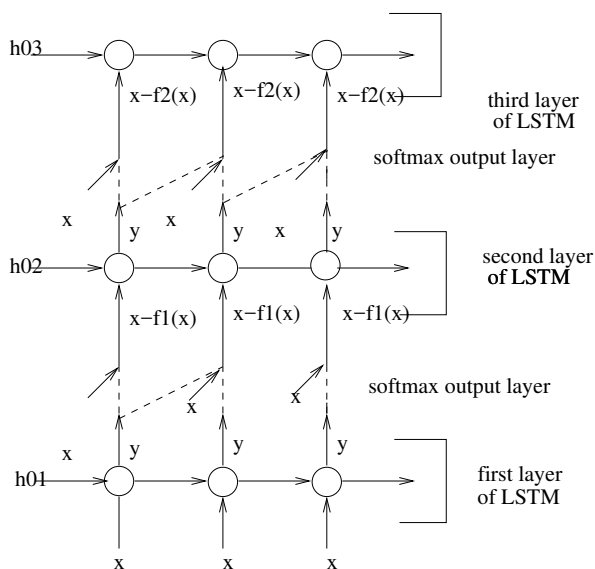 h03
x−f2(x) x−f2(x) x−f2(x)
third layer
of LSTM
softmax output layer
x x
y y x y
h02
second layer
of LSTM
x−f1(x) x−f1(x) x−f1(x)
softmax output layer
x x
x y y y
h01
first layer
of LSTM
x x x